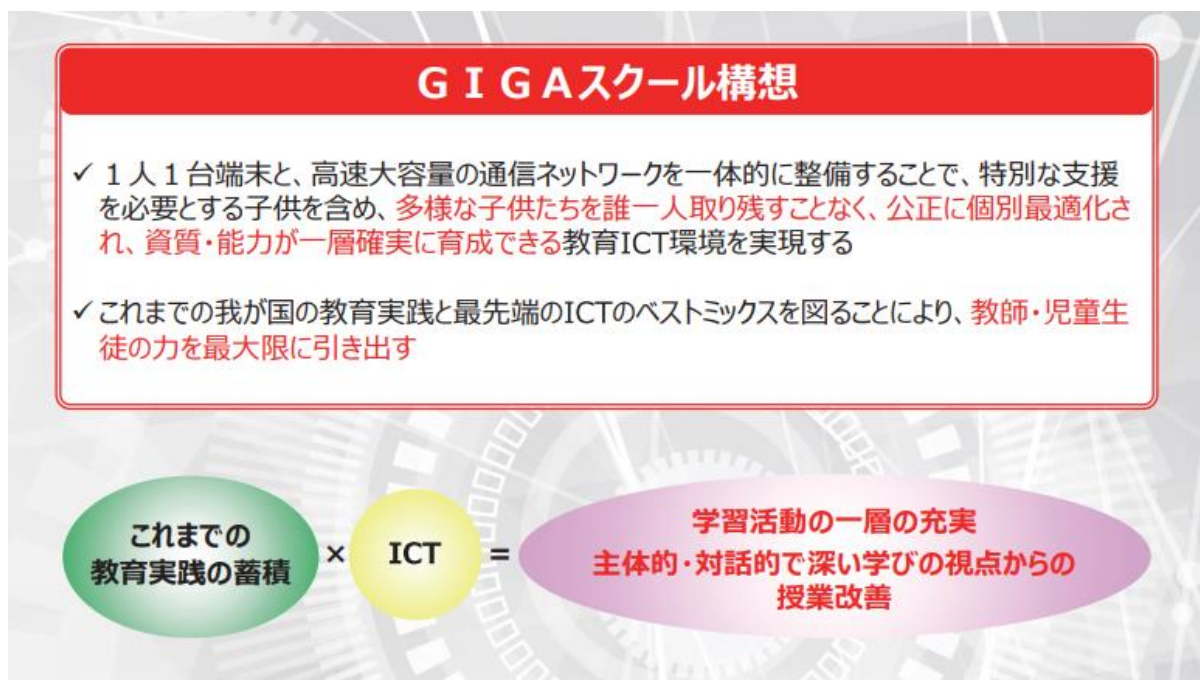 ＧＩＧＡスクール構想
✓ １人１台端末と、高速大容量の通信ネットワークを一体的に整備することで、特別な支援
を必要とする子供を含め、多様な子供たちを誰一人取り残すことなく、公正に個別最適化さ
れ、資質・能力が一層確実に育成できる教育ICT環境を実現する
✓ これまでの我が国の教育実践と最先端のICTのベストミックスを図ることにより、教師・児童生
徒の力を最大限に引き出す
これまでの
教育実践の蓄積
×
ICT
=
学習活動の一層の充実
主体的・対話的で深い学びの視点からの
授業改善